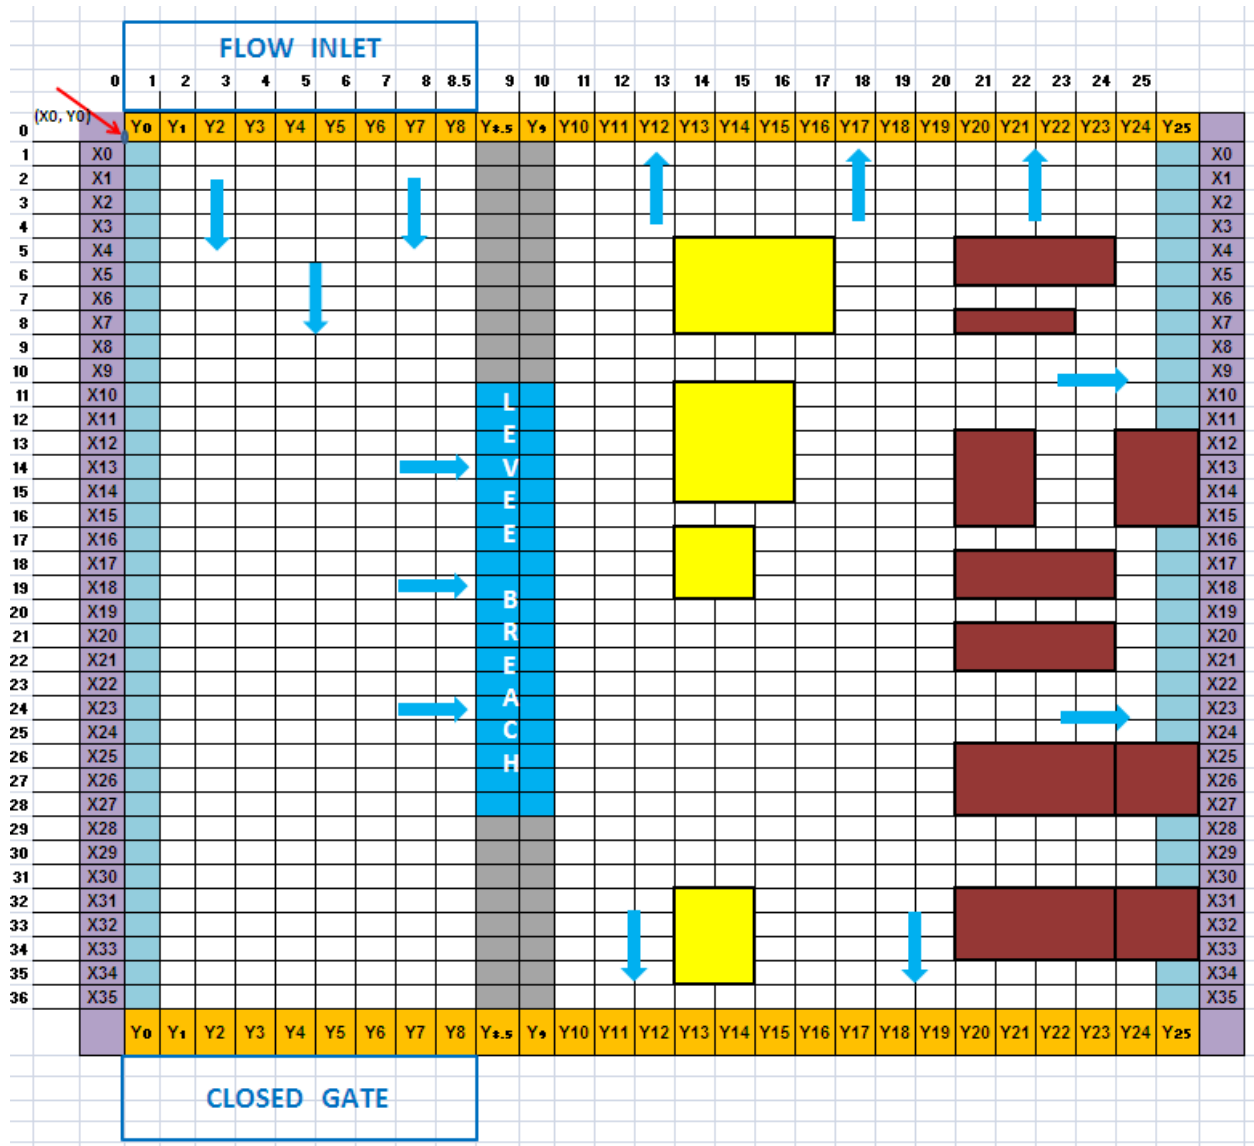 FLOW INLET
0 1 2 3 4 5 6 7 8 8.5 9 10 11 12 13 14 15 16 17 18 19 20 21 22 23 24 25
(X0, Y0)
0 Y0 Y1 Y2 Y3 Y4 Y5 Y6 Y7 Y8 Y8.5 Y9 Y10 Y11 Y12 Y13 Y14 Y15 Y16 Y17 Y18 Y19 Y20 Y21 Y22 Y23 Y24 Y25
1 X0 X0
2 X1 X1
3 X2 X2
4 X3 X3
5 X4 X4
6 X5 X5
7 X6 X6
8 X7 X7
9 X8 X8
10 X9 X9
11 X10 X10
12 X11 X11
13 X12 X12
14 X13 X13
15 X14 X14
16 X15 X15
17 X16 X16
18 X17 X17
19 X18 X18
20 X19 X19
21 X20 X20
22 X21 X21
23 X22 X22
24 X23 X23
25 X24 X24
26 X25 X25
27 X26 X26
28 X27 X27
29 X28 X28
30 X29 X29
31 X30 X30
32 X31 X31
33 X32 X32
34 X33 X33
35 X34 X34
36 X35 X35
LEVEE BREACH
Y0 Y1 Y2 Y3 Y4 Y5 Y6 Y7 Y8 Y8.5 Y9 Y10 Y11 Y12 Y13 Y14 Y15 Y16 Y17 Y18 Y19 Y20 Y21 Y22 Y23 Y24 Y25
CLOSED GATE